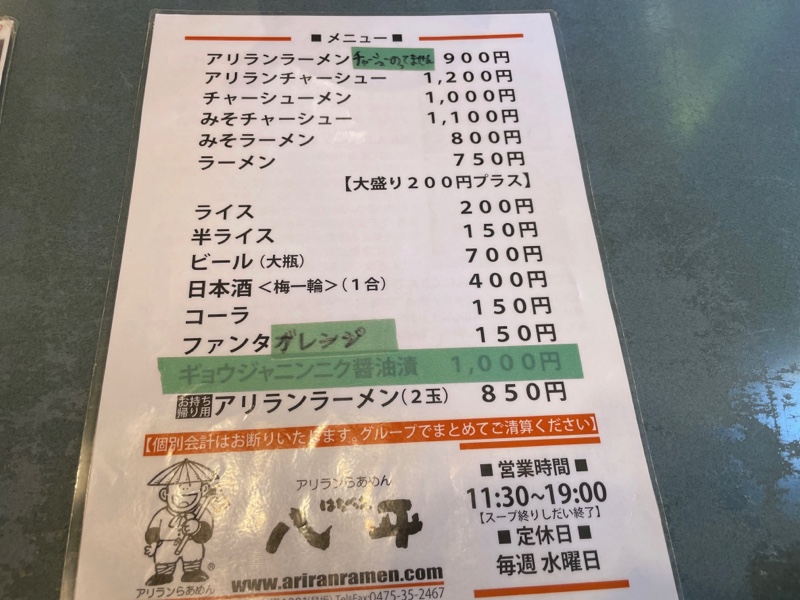 ■ メニュー ■
アリランラーメン チャーシューのってません 900円
アリランチャーシュー 1,200円
チャーシューメン 1,000円
みそチャーシュー 1,100円
みそラーメン 800円
ラーメン 750円
【大盛り200円プラス】
ライス 200円
半ライス 150円
ビール（大瓶） 700円
日本酒＜梅一輪＞（1合） 400円
コーラ 150円
ファンタオレンジ 150円
ギョウジャニンニク醤油漬 1,000円
お持ち帰り用 アリランラーメン（2玉） 850円
【個別会計はお断りいたします。グループでまとめてご清算ください】
アリランらあめん
八平
www.ariranramen.com
Tel&Fax:0475-35-2467
アリランらあめん
®
■ 営業時間 ■
11:30~19:00
【スープ終りしだい終了】
■ 定休日 ■
毎週 水曜日